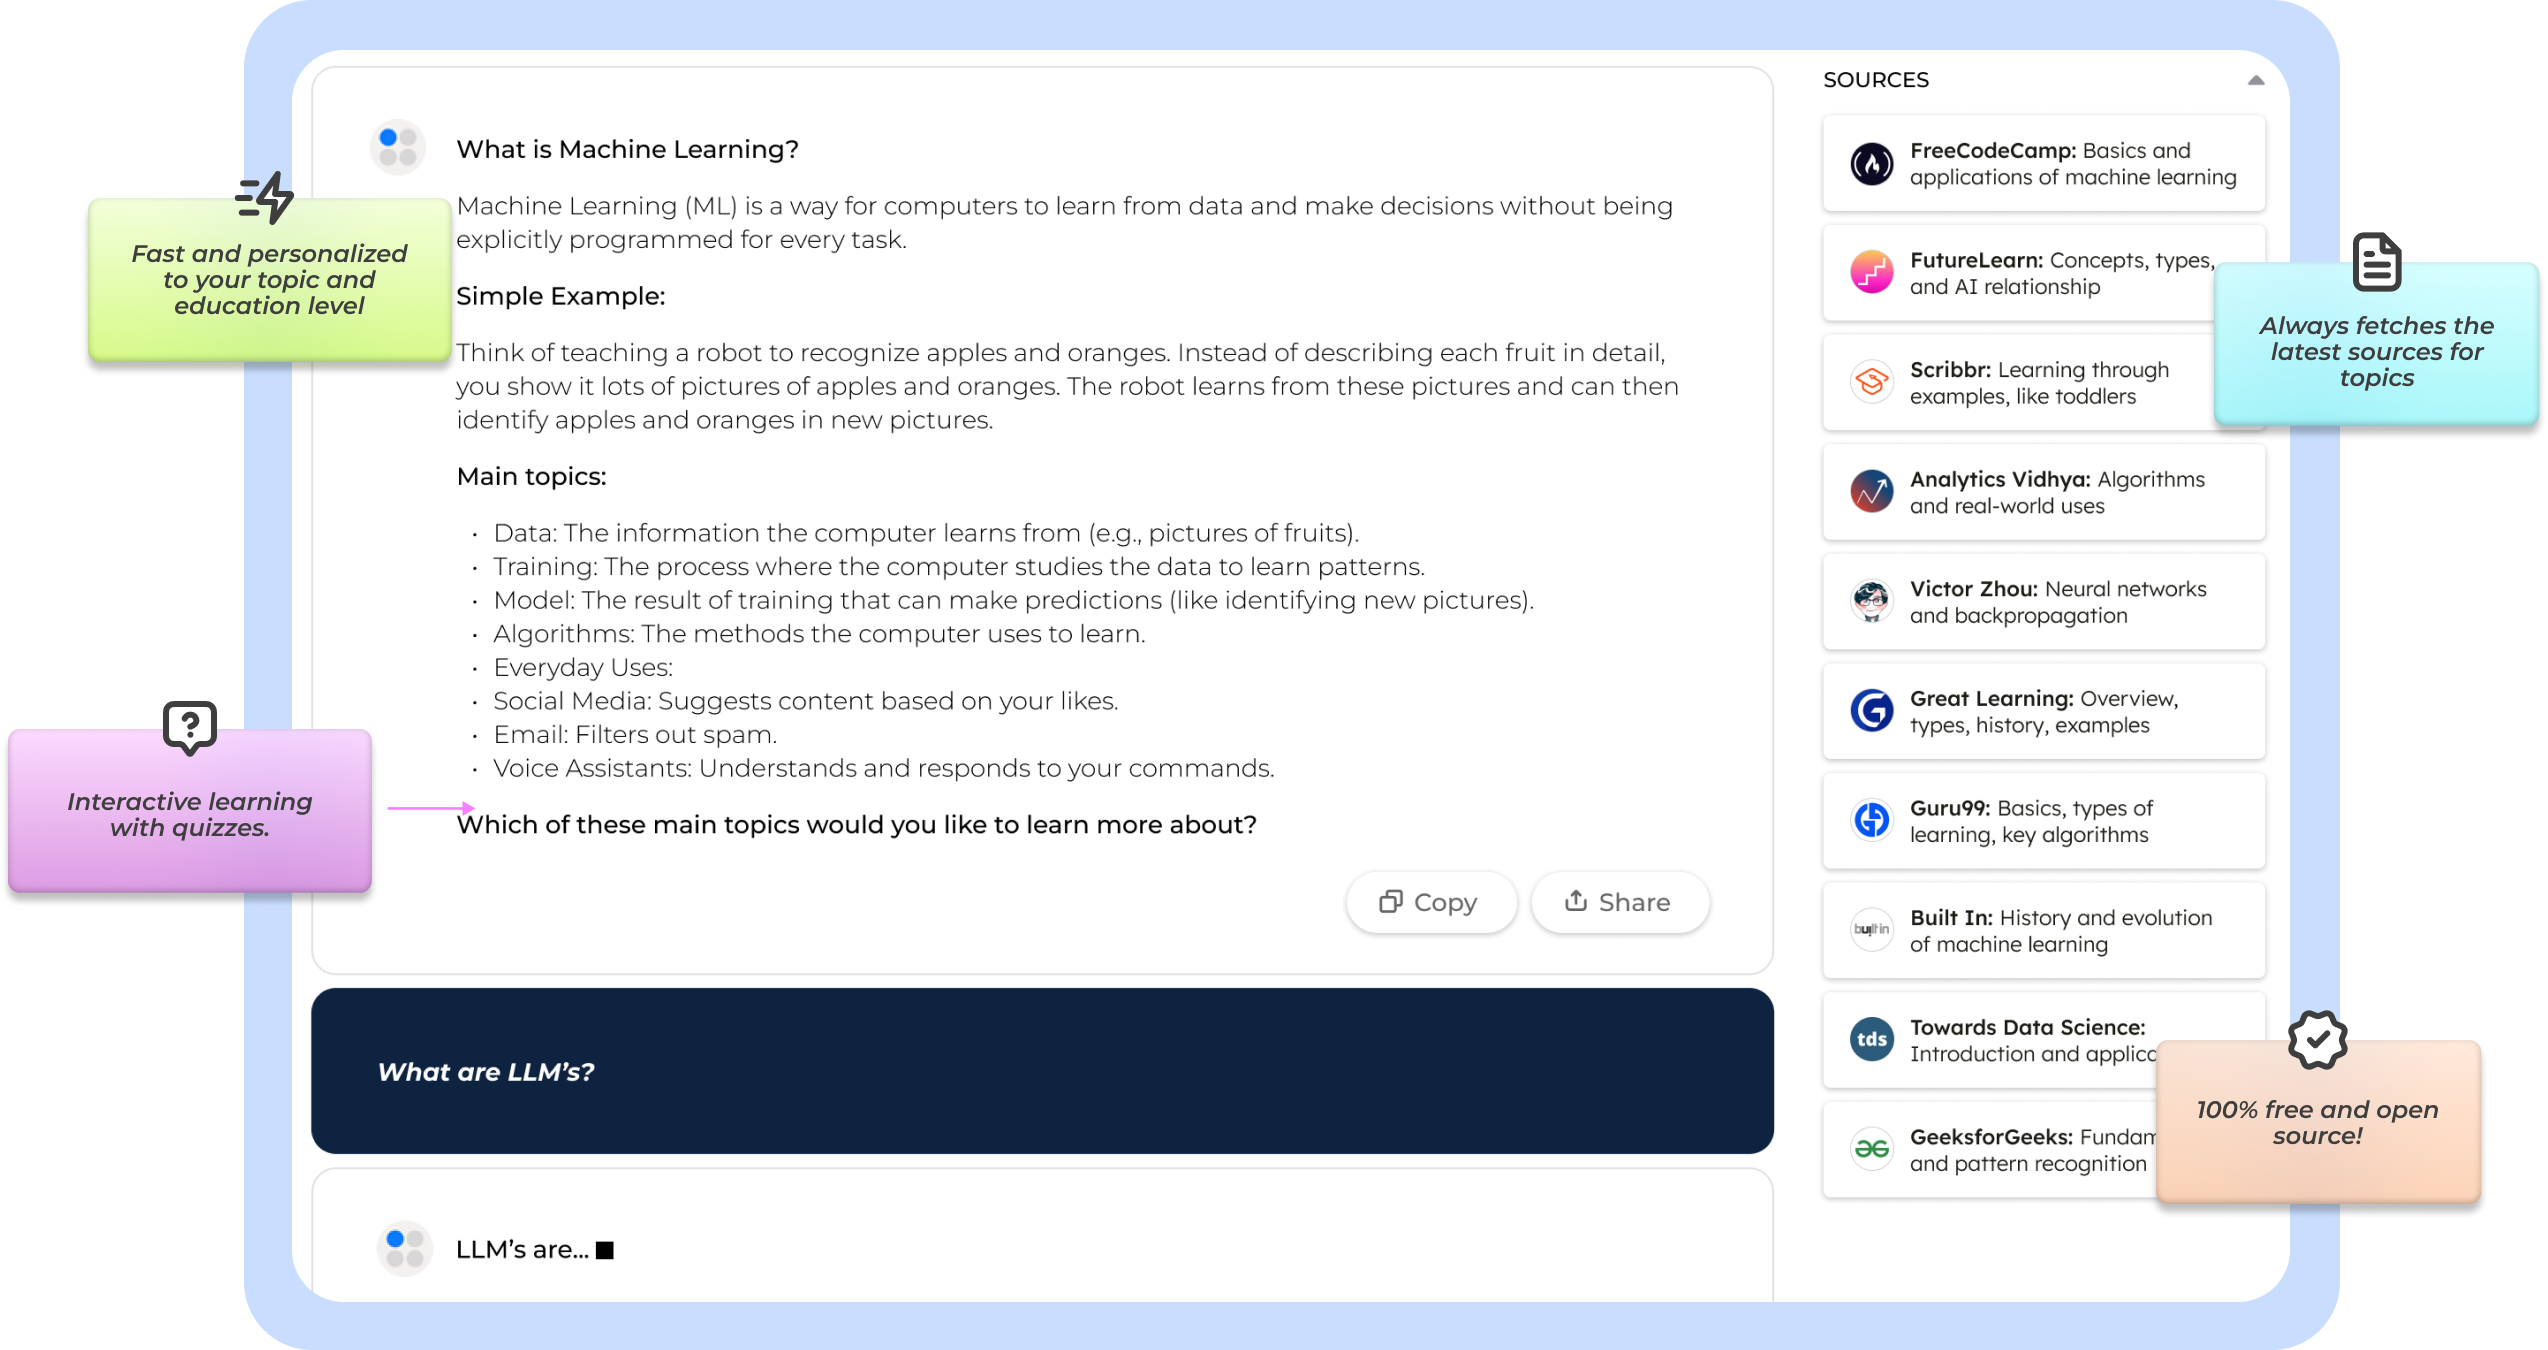 What is Machine Learning?
Machine Learning (ML) is a way for computers to learn from data and make decisions without being
explicitly programmed for every task.
Simple Example:
Think of teaching a robot to recognize apples and oranges. Instead of describing each fruit in detail,
you show it lots of pictures of apples and oranges. The robot learns from these pictures and can then
identify apples and oranges in new pictures.
Main topics:
· Data: The information the computer learns from (e.g., pictures of fruits).
· Training: The process where the computer studies the data to learn patterns.
· Model: The result of training that can make predictions (like identifying new pictures).
· Algorithms: The methods the computer uses to learn.
· Everyday Uses:
· Social Media: Suggests content based on your likes.
· Email: Filters out spam.
· Voice Assistants: Understands and responds to your commands.
Which of these main topics would you like to learn more about?
Copy
Share
What are LLM’s?
LLM’s are...
Fast and personalized
to your topic and
education level
?
Interactive learning
with quizzes.
SOURCES
FreeCodeCamp: Basics and
applications of machine learning
FutureLearn: Concepts, types,
and AI relationship
Scribbr: Learning through
examples, like toddlers
Analytics Vidhya: Algorithms
and real-world uses
Victor Zhou: Neural networks
and backpropagation
Great Learning: Overview,
types, history, examples
Guru99: Basics, types of
learning, key algorithms
builtin
Built In: History and evolution
of machine learning
tds
Towards Data Science:
Introduction and applic
GeeksforGeeks: Fundam
and pattern recognition
Always fetches the
latest sources for
topics
100% free and open
source!